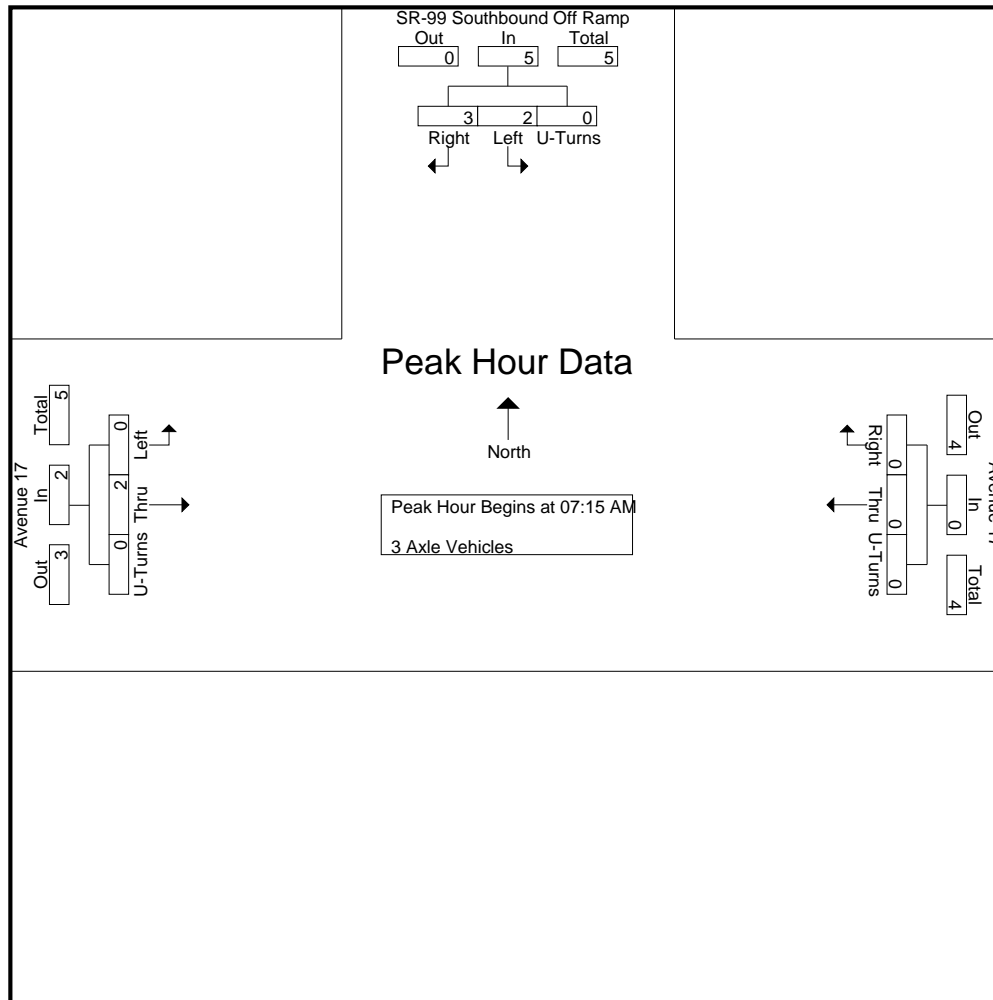 SR-99 Southbound Off Ramp
Out In Total
0 5 5
3 2 0
Right Left U-Turns
Peak Hour Data
North
Peak Hour Begins at 07:15 AM
3 Axle Vehicles
Avenue 17
Out In Total
3 2 5
0 2 0
U-Turns Thru Left
Right Thru U-Turns
0 0 0
Out In Total
4 0 4